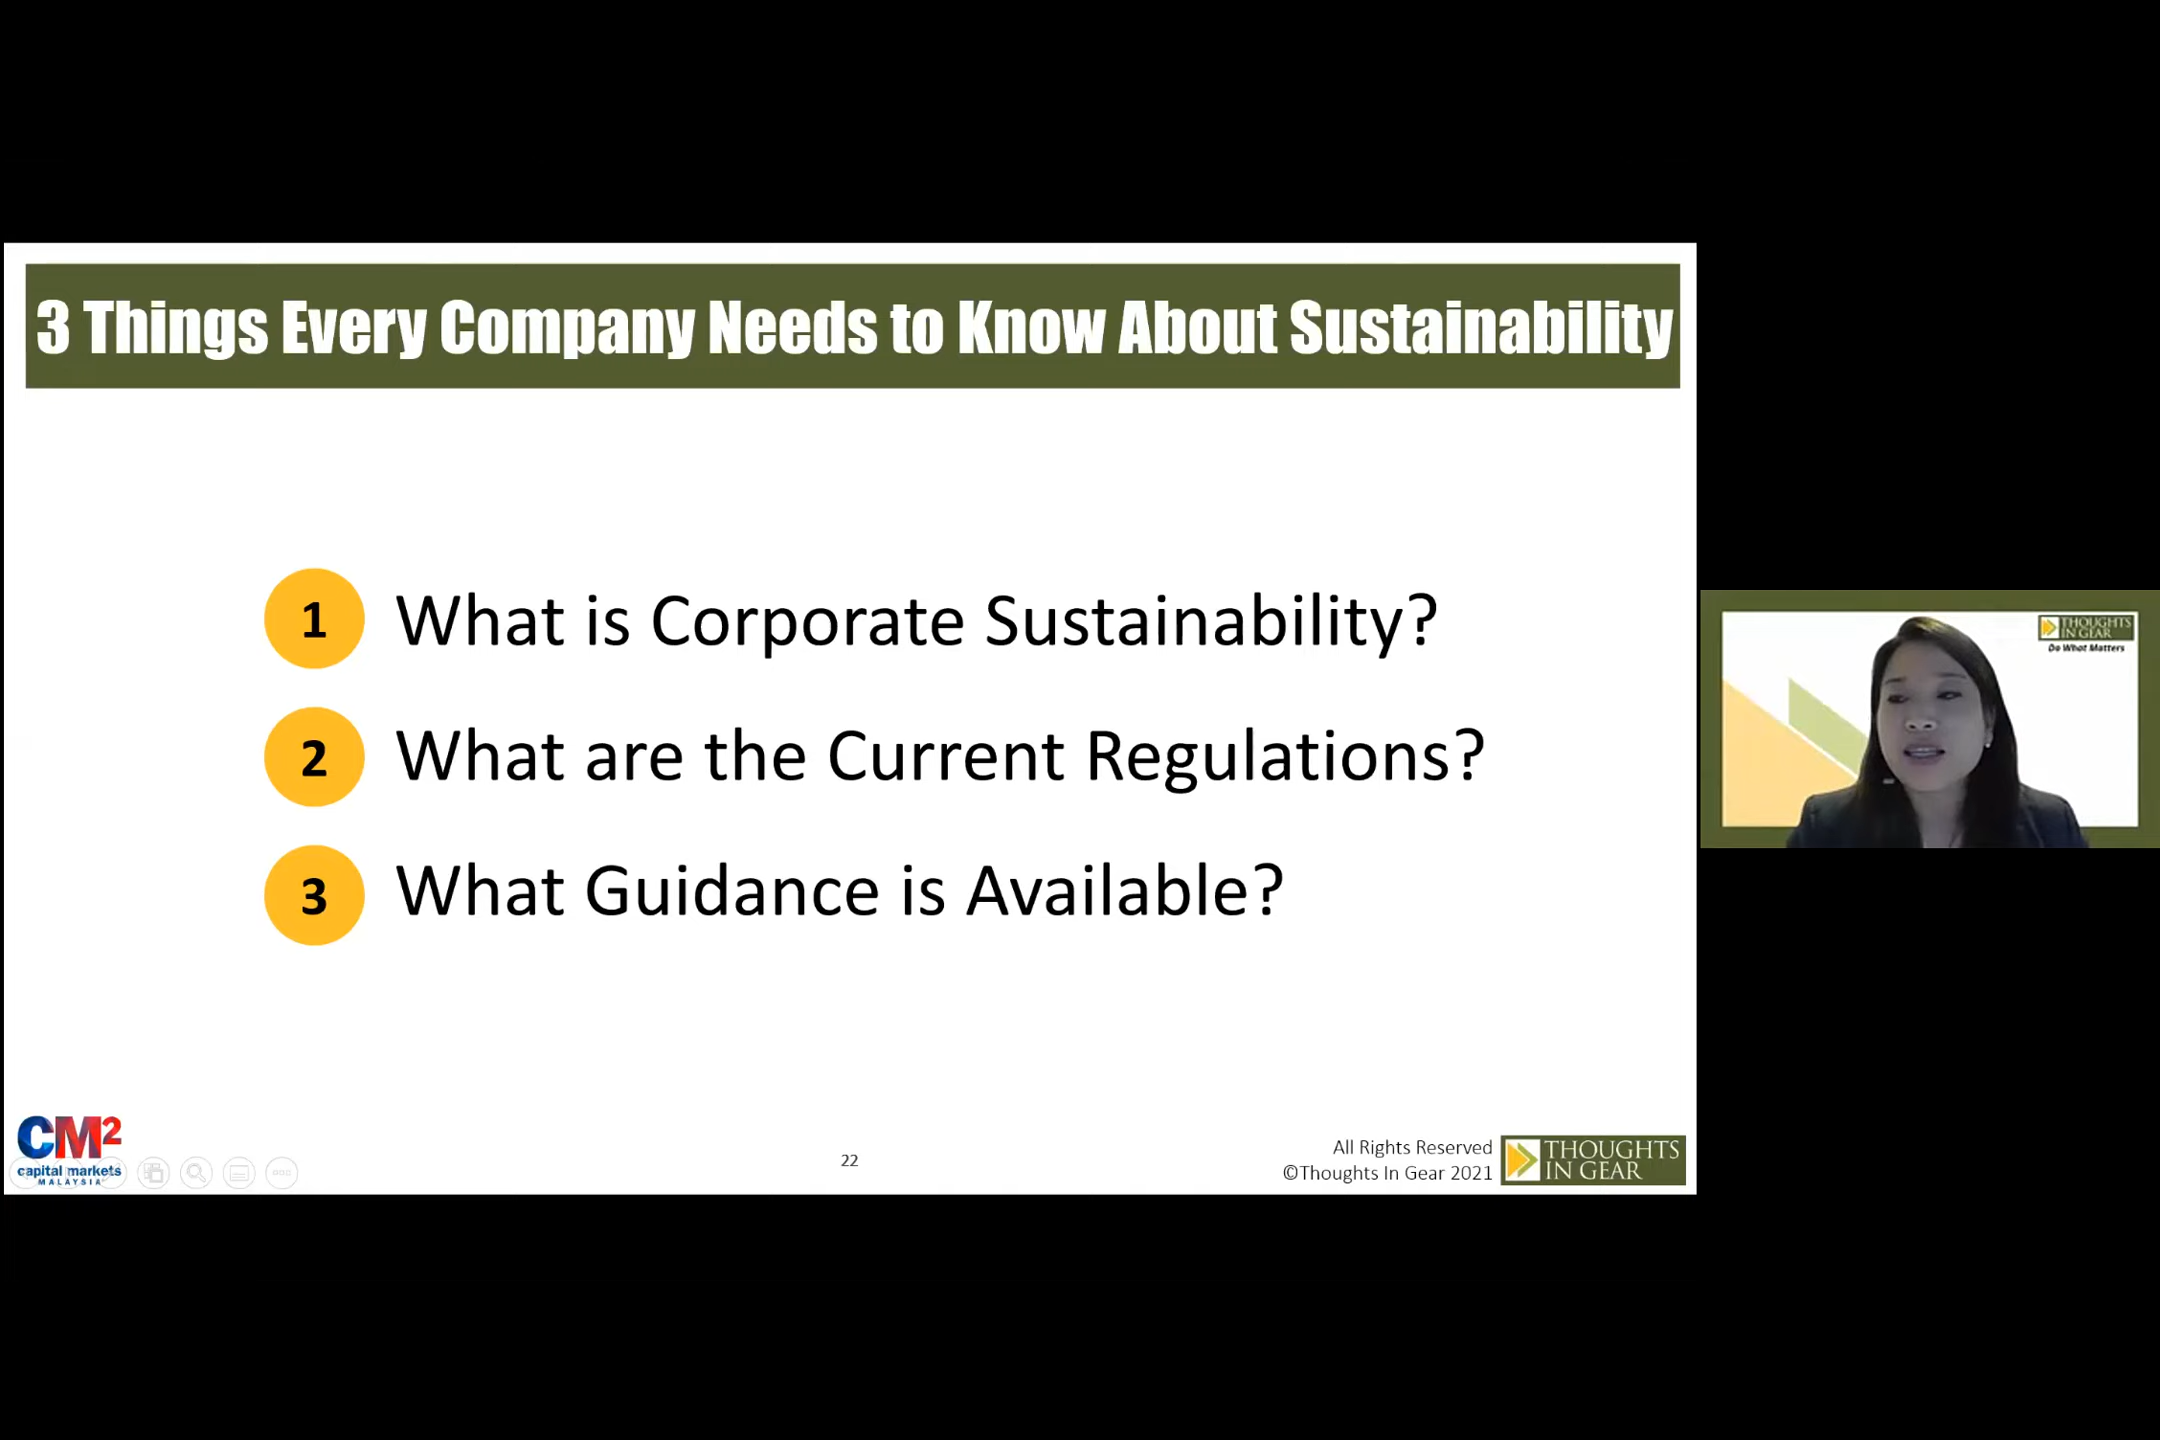 3 Things Every Company Needs to Know About Sustainability
1 What is Corporate Sustainability?
2 What are the Current Regulations?
3 What Guidance is Available?
THOUGHTS
IN GEAR
Do What Matters
CM2
capital markets
MALAYSIA
22
All Rights Reserved
©Thoughts In Gear 2021
THOUGHTS
IN GEAR